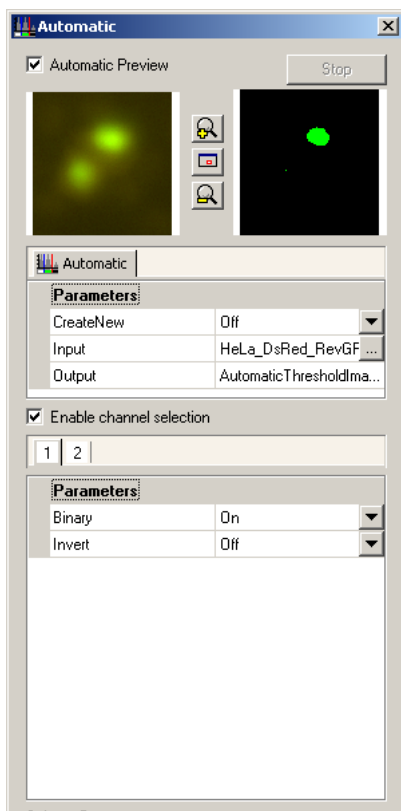 Automatic
Automatic Preview
Stop
Automatic
Parameters
CreateNew Off
Input HeLa_DsRed_RevGF ...
Output AutomaticThresholdIma...
Enable channel selection
1 2
Parameters
Binary On
Invert Off